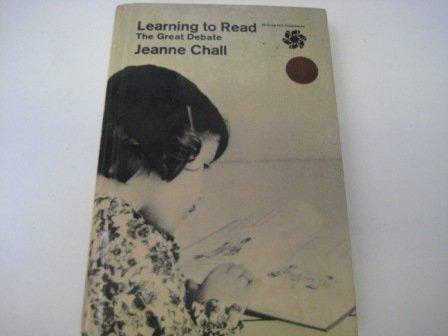 Learning to Read
The Great Debate
Jeanne Chall